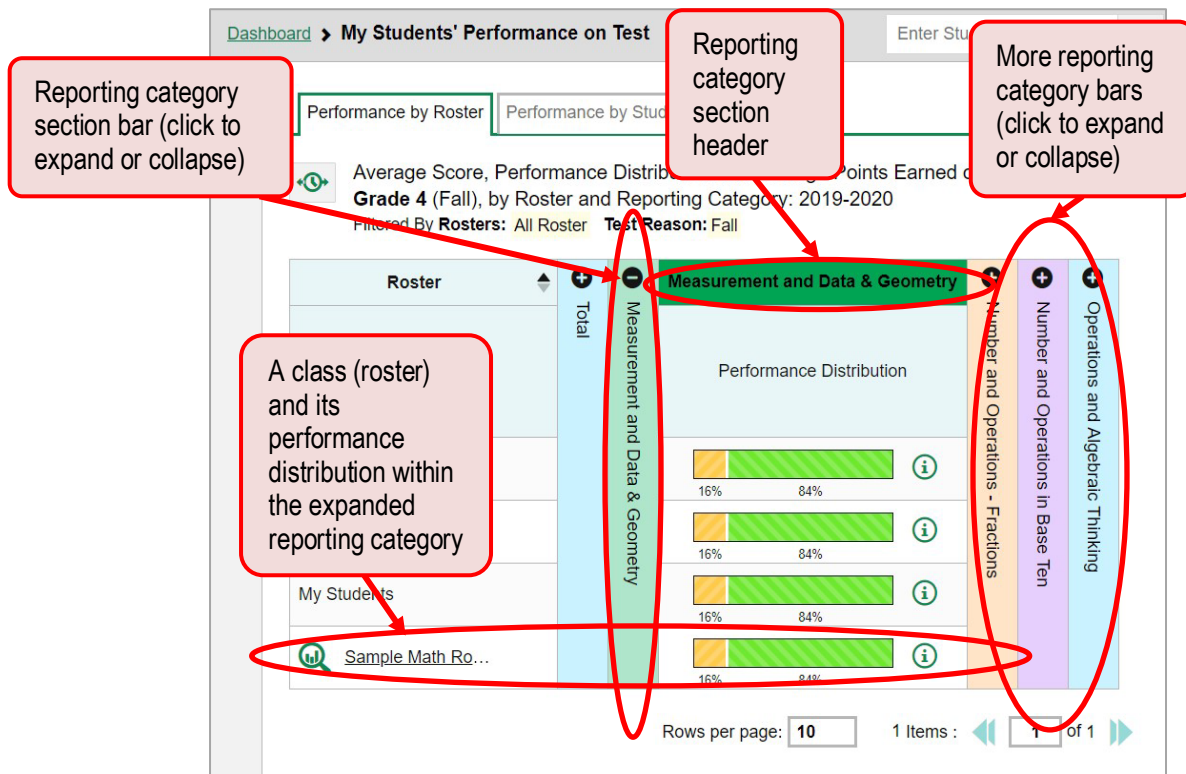 Dashboard > My Students' Performance on Test
Enter Stu
Reporting category
section bar (click to
expand or collapse)
Reporting
category
section
header
More reporting
category bars
(click to expand
or collapse)
Performance by Roster
Performance by Stud
Average Score, Performance Distrib Points Earned
Grade 4 (Fall), by Roster and Reporting Category: 2019-2020
Filtered By Rosters: All Roster Test Reason: Fall
Roster
Total
Measurement and Data & Geometry
Measurement and Data & Geometry
Performance Distribution
Number and Operations - Fractions
Number and Operations in Base Ten
Operations and Algebraic Thinking
A class (roster)
and its
performance
distribution within
the expanded
reporting category
16% 84%
16% 84%
My Students
16% 84%
Sample Math Ro...
16% 84%
Rows per page: 10 1 Items : 1 of 1